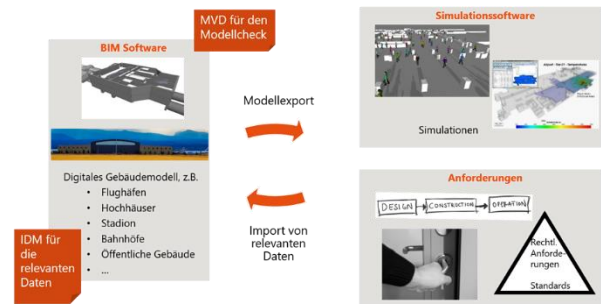 MVD für den
Modellcheck
BIM Software
Digitales Gebäudemodell, z.B.
• Flughäfen
• Hochhäuser
• Stadion
• Bahnhöfe
• Öffentliche Gebäude
• ...
IDM für
die
relevanten
Daten
Modellexport
Import von
relevanten
Daten
Simulationssoftware
Simulationen
Anforderungen
DESIGN CONSTRUCTION OPERATION
Rechtl.
Anforde-
rungen
Standards